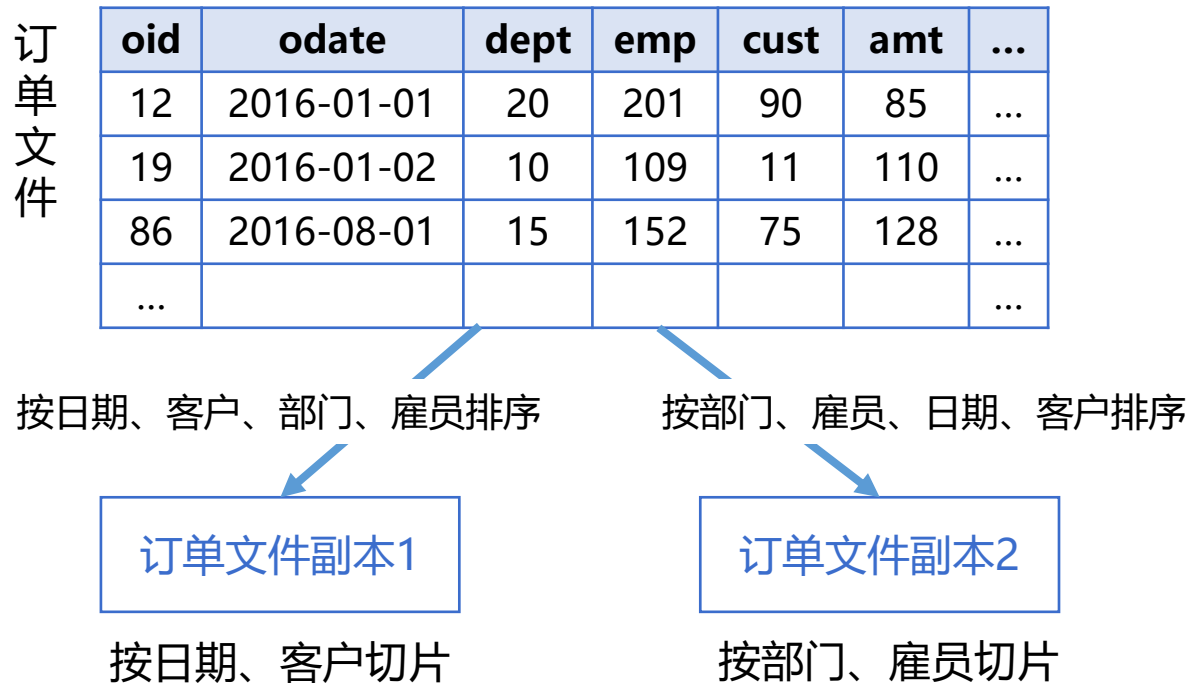 订单文件
oid odate dept emp cust amt ...
12 2016-01-01 20 201 90 85 ...
19 2016-01-02 10 109 11 110 ...
86 2016-08-01 15 152 75 128 ...
... ...
按日期、客户、部门、雇员排序
按部门、雇员、日期、客户排序
订单文件副本1
订单文件副本2
按日期、客户切片
按部门、雇员切片